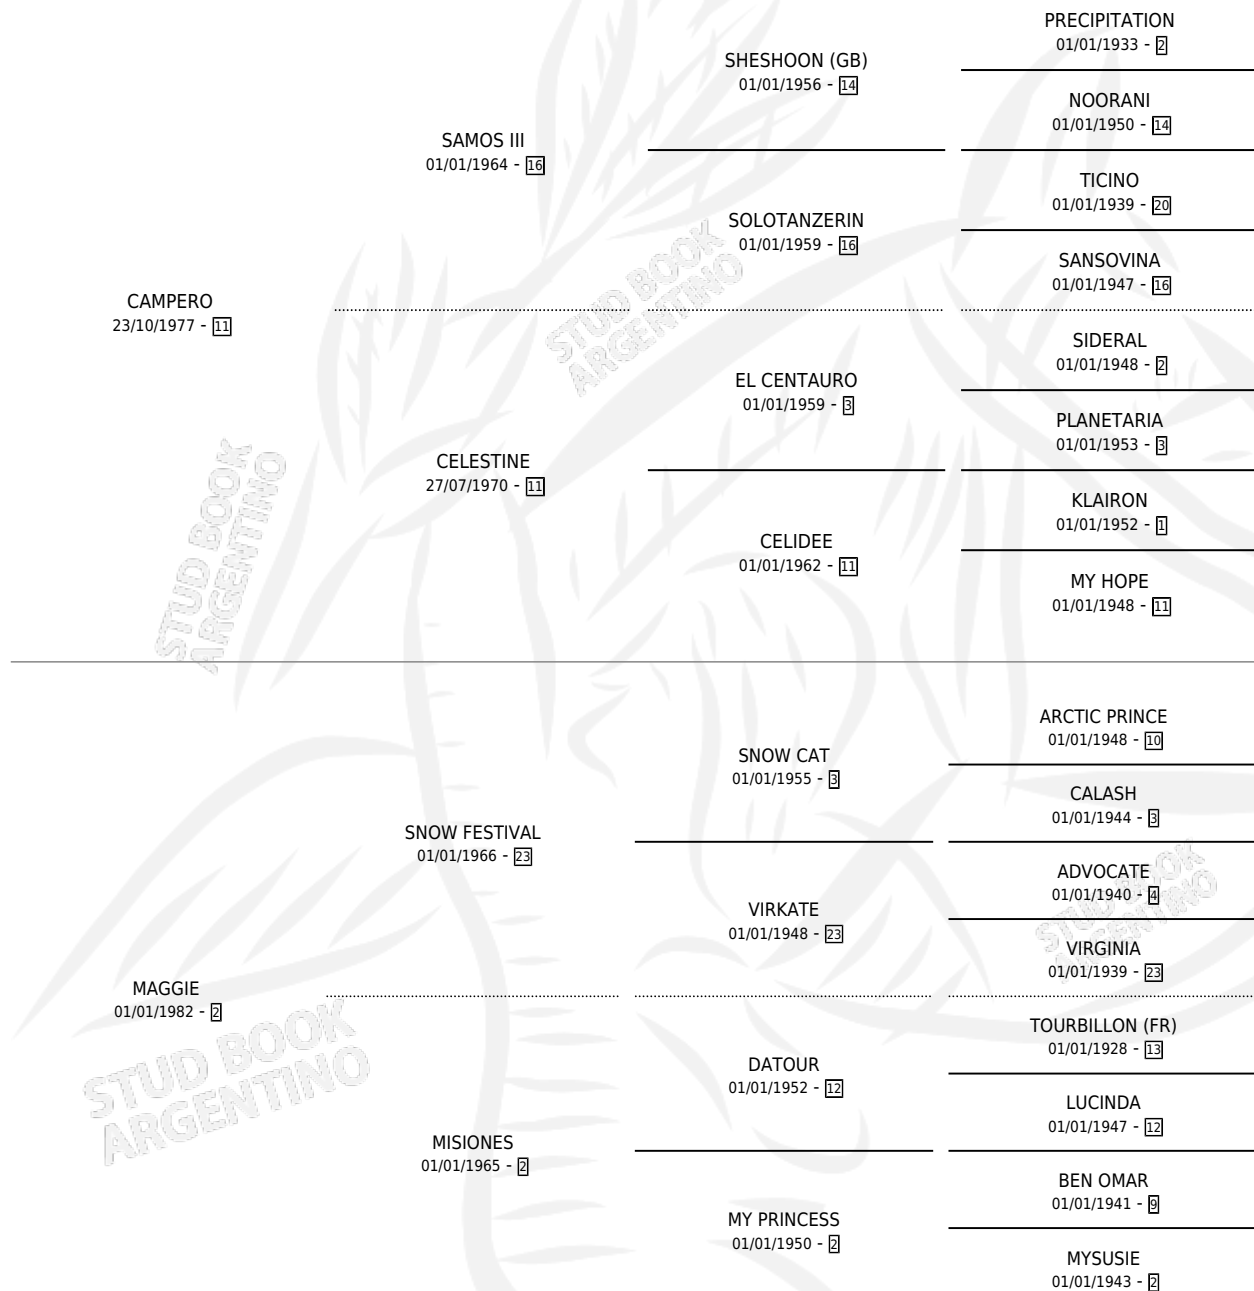 PRECIPITATION
01/01/1933 - 2
SHESHOON (GB)
01/01/1956 - 14
NOORANI
01/01/1950 - 14
SAMOS III
01/01/1964 - 16
TICINO
01/01/1939 - 20
SOLOTANZERIN
01/01/1959 - 16
SANSOVINA
01/01/1947 - 16
CAMPERO
23/10/1977 - 11
SIDERAL
01/01/1948 - 2
EL CENTAURO
01/01/1959 - 3
PLANETARIA
01/01/1953 - 3
CELESTINE
27/07/1970 - 11
KLAIRON
01/01/1952 - 1
CELIDEE
01/01/1962 - 11
MY HOPE
01/01/1948 - 11
ARCTIC PRINCE
01/01/1948 - 10
SNOW CAT
01/01/1955 - 3
CALASH
01/01/1944 - 3
SNOW FESTIVAL
01/01/1966 - 23
ADVOCATE
01/01/1940 - 4
VIRKATE
01/01/1948 - 23
VIRGINIA
01/01/1939 - 23
MAGGIE
01/01/1982 - 2
TOURBILLON (FR)
01/01/1928 - 13
DATOUR
01/01/1952 - 12
LUCINDA
01/01/1947 - 12
MISIONES
01/01/1965 - 2
BEN OMAR
01/01/1941 - 9
MY PRINCESS
01/01/1950 - 2
MYSUSIE
01/01/1943 - 2
STUD BOOK
ARGENTINO
STUD BOOK
ARGENTINO
STUD BOOK
ARGENTINO
STUD BOOK
ARGENTINO